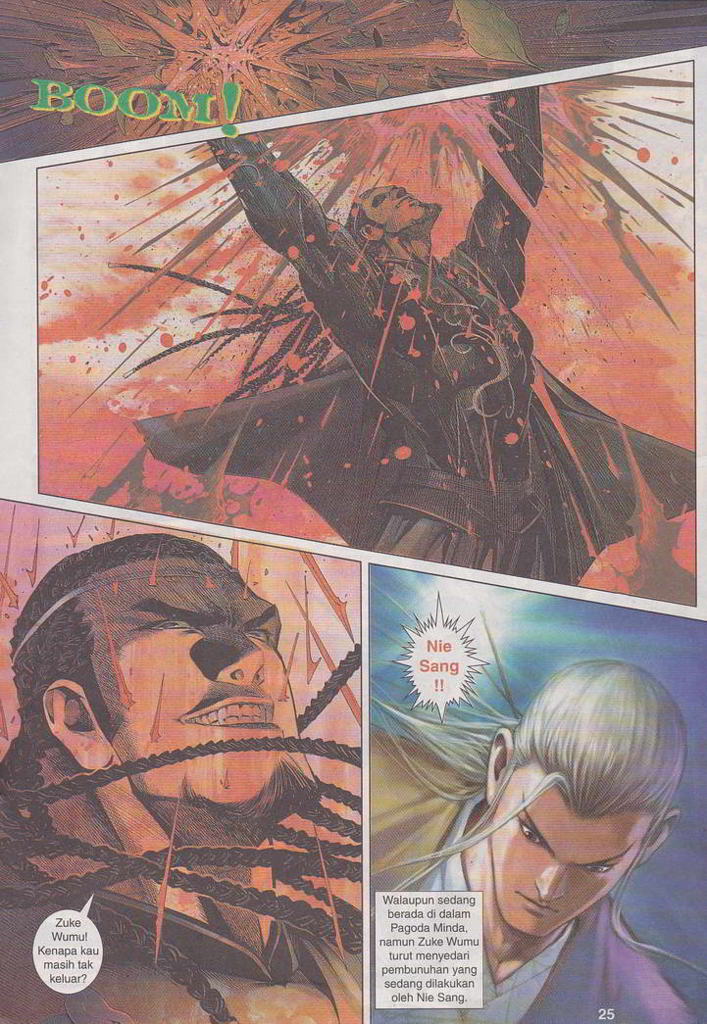 BOOM!
Nie
Sang
!!
Zuke
Wumu!
Kenapa kau
masih tak
keluar?
Walaupun sedang
berada di dalam
Pagoda Minda,
namun Zuke Wumu
turut menyedari
pembunuhan yang
sedang dilakukan
oleh Nie Sang.
25